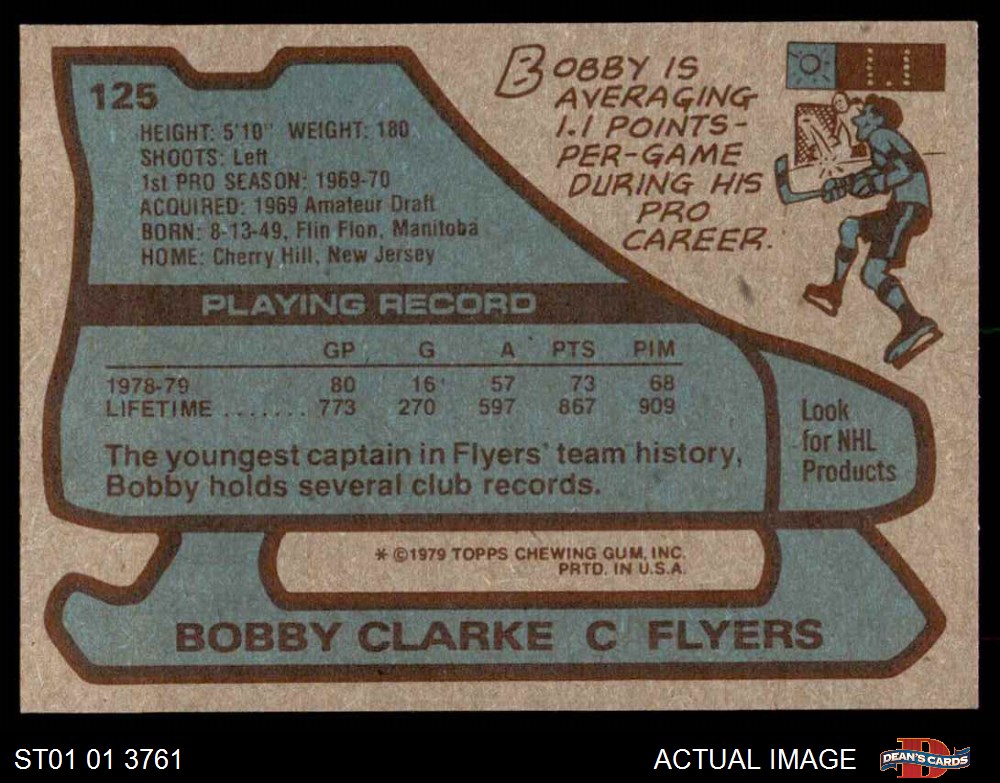 125
HEIGHT: 5'10" WEIGHT: 180
SHOOTS: Left
1st PRO SEASON: 1969-70
ACQUIRED: 1969 Amateur Draft
BORN: 8-13-49, Flin Flon, Manitoba
HOME: Cherry Hill, New Jersey
BOBBY IS
AVERAGING
1.1 POINTS-
PER-GAME
DURING HIS
PRO
CAREER.
1.1
PLAYING RECORD
GP G A PTS PIM
1978-79 80 16 57 73 68
LIFETIME ....... 773 270 597 867 909
The youngest captain in Flyers' team history,
Bobby holds several club records.
Look
for NHL
Products
* ©1979 TOPPS CHEWING GUM, INC.
PRTD. IN U.S.A.
BOBBY CLARKE C FLYERS
ST01 01 3761
ACTUAL IMAGE
D
DEAN'S CARDS